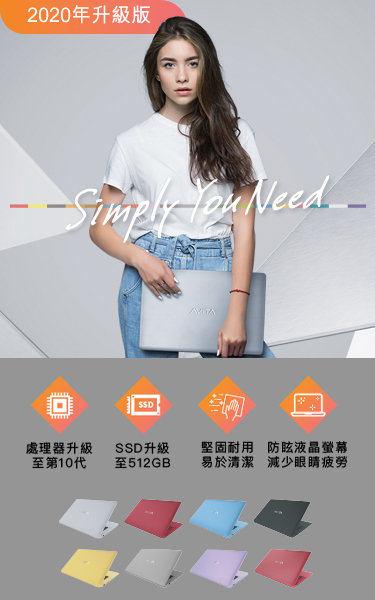 2020年升級版
Simply You Need
AVITA
SSD
處理器升級
至第10代
SSD升級
至512GB
堅固耐用
易於清潔
防眩液晶螢幕
減少眼睛疲勞